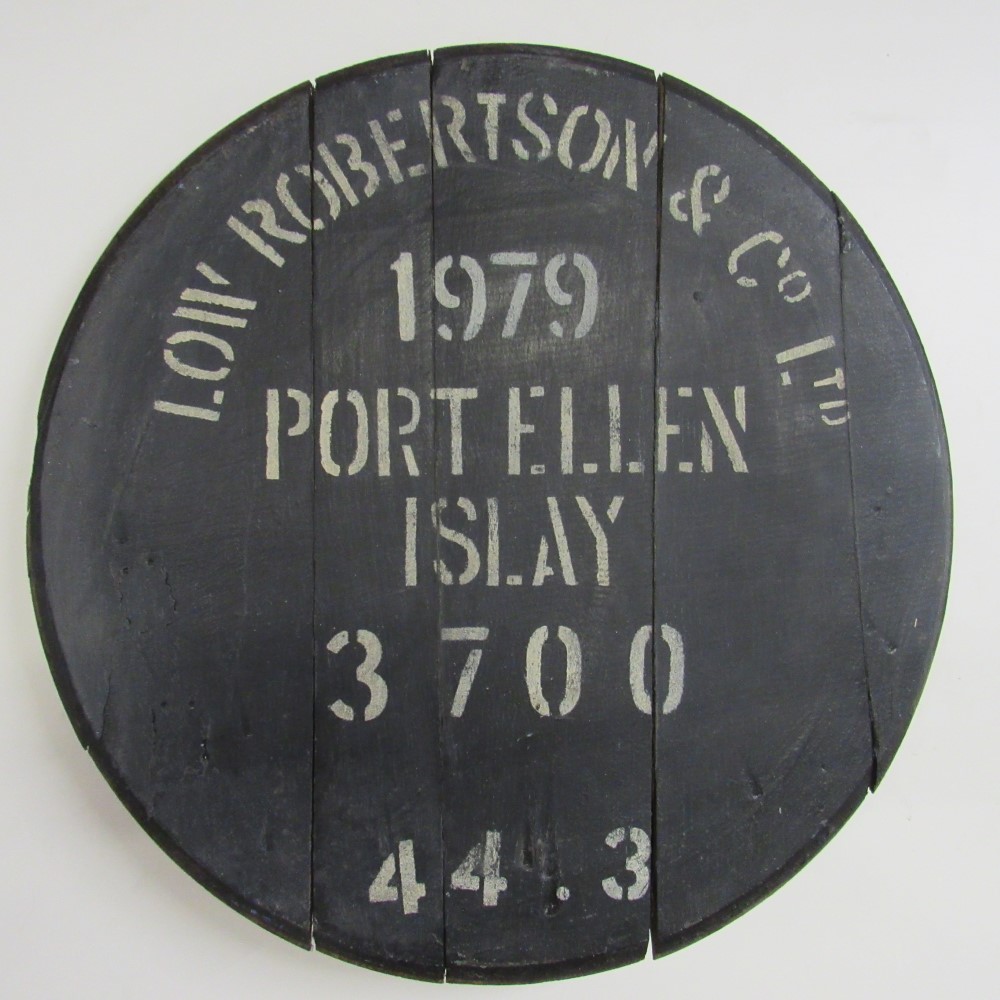 LOW ROBERTSON & Co LTD
1979
PORT ELLEN
ISLAY
3700
44.3